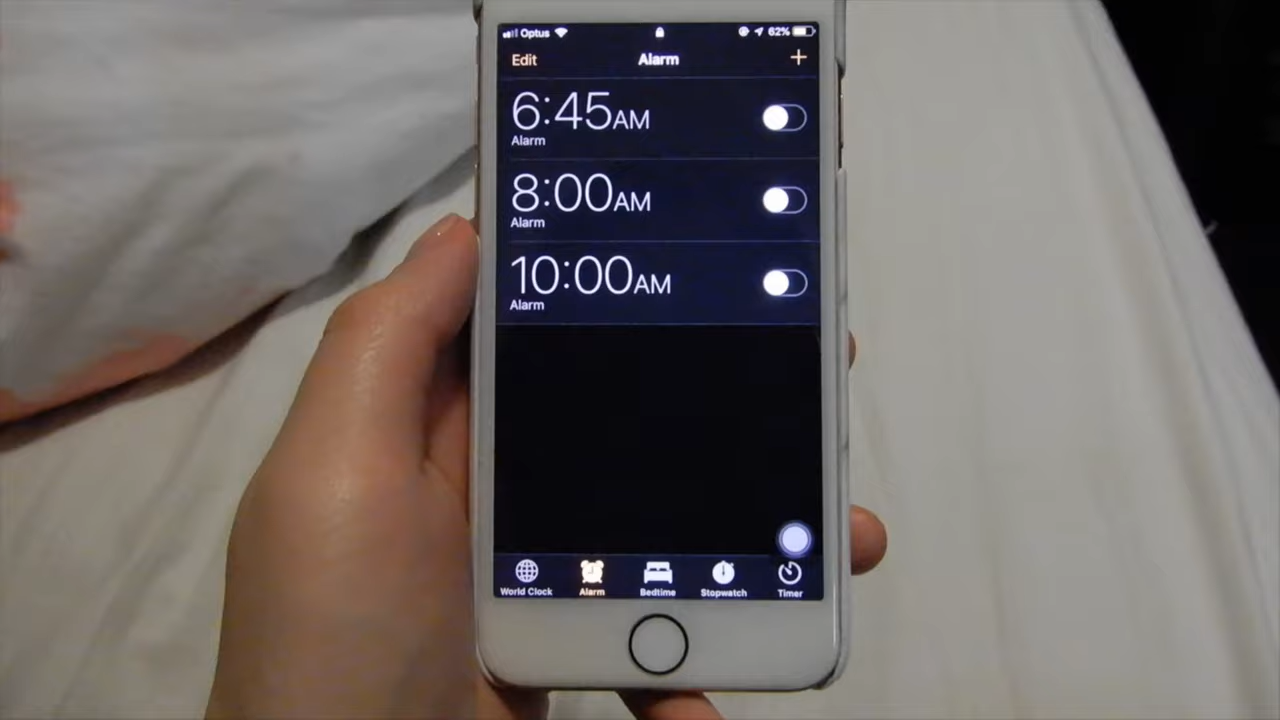 Optus 62%
Edit Alarm +
6:45AM
Alarm
8:00AM
Alarm
10:00AM
Alarm
World Clock Alarm Bedtime Stopwatch Timer